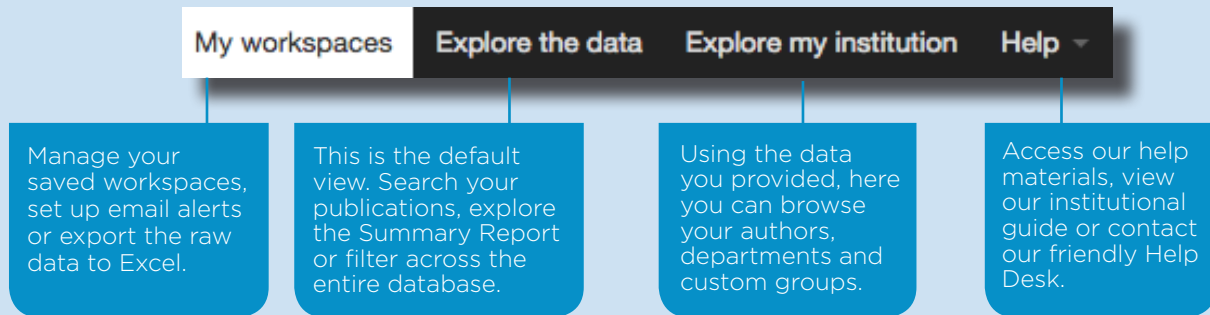 My workspaces Explore the data Explore my institution Help
Manage your
saved workspaces,
set up email alerts
or export the raw
data to Excel.
This is the default
view. Search your
publications, explore
the Summary Report
or filter across the
entire database.
Using the data
you provided, here
you can browse
your authors,
departments and
custom groups.
Access our help
materials, view
our institutional
guide or contact
our friendly Help
Desk.